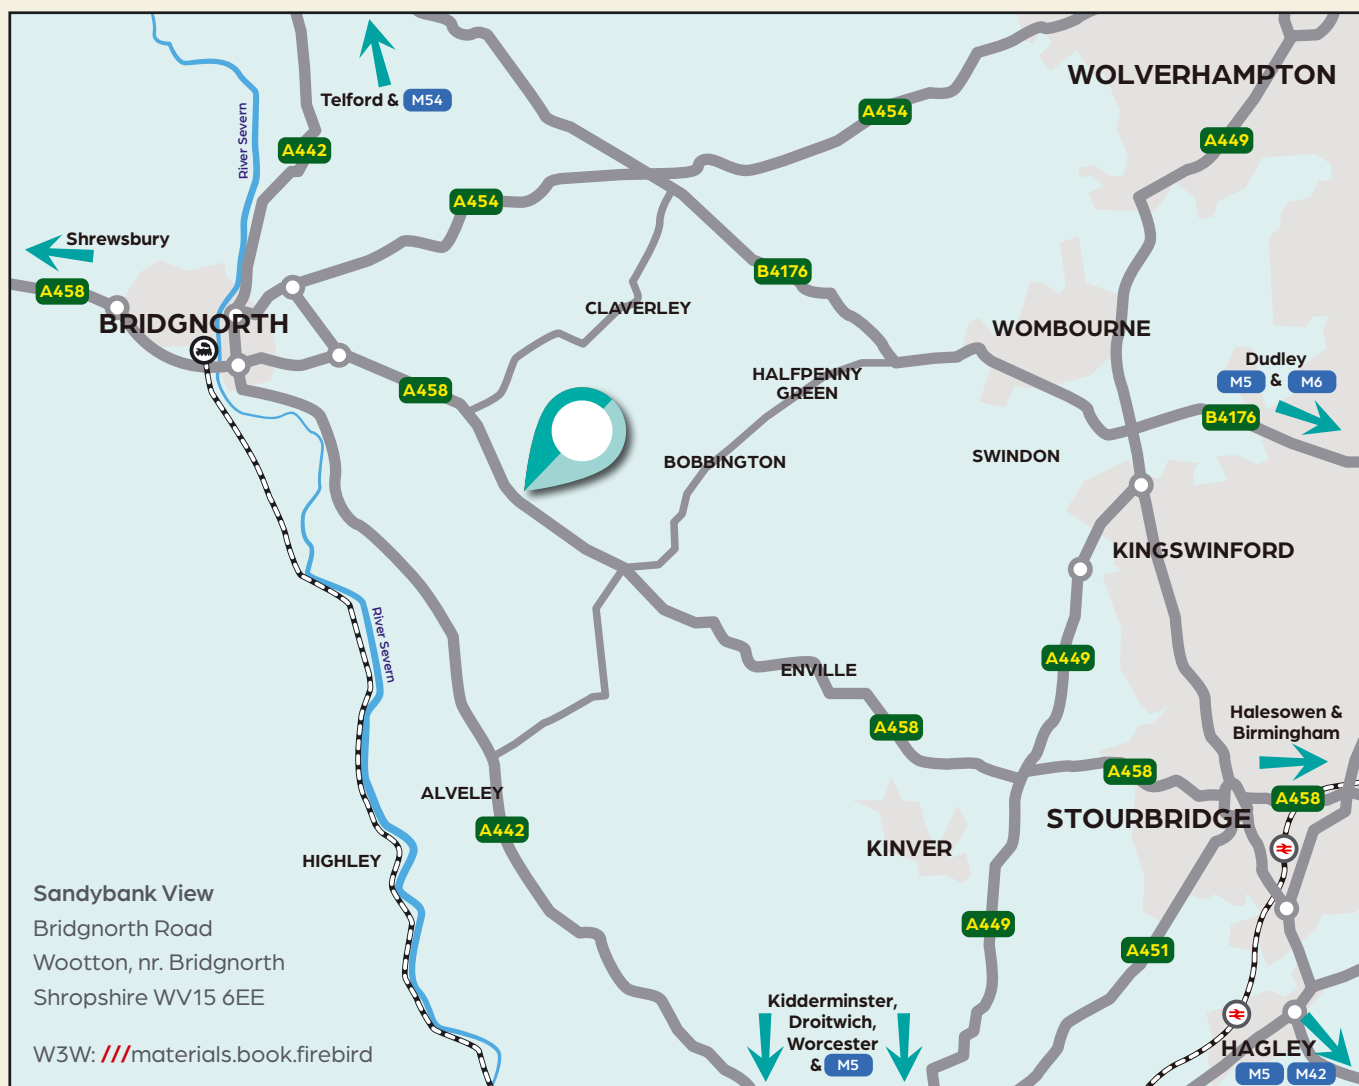 WOLVERHAMPTON
Telford & M54
A454
River Severn
A442
A449
A454
Shrewsbury
A458
B4176
CLAVERLEY
BRIDGNORTH
WOMBOURNE
Dudley
M5 & M6
HALFPENNY
GREEN
A458
B4176
BOBBINGTON
SWINDON
KINGSWINFORD
River Severn
A449
ENVILLE
Halesowen &
Birmingham
A458
A458
A458
ALVELEY
STOURBRIDGE
A442
KINVER
HIGHLEY
A449
A451
Sandybank View
Bridgnorth Road
Wootton, nr. Bridgnorth
Shropshire WV15 6EE
W3W: ///materials.book.firebird
Kidderminster,
Droitwich,
Worcester
& M5
HAGLEY
M5 M42